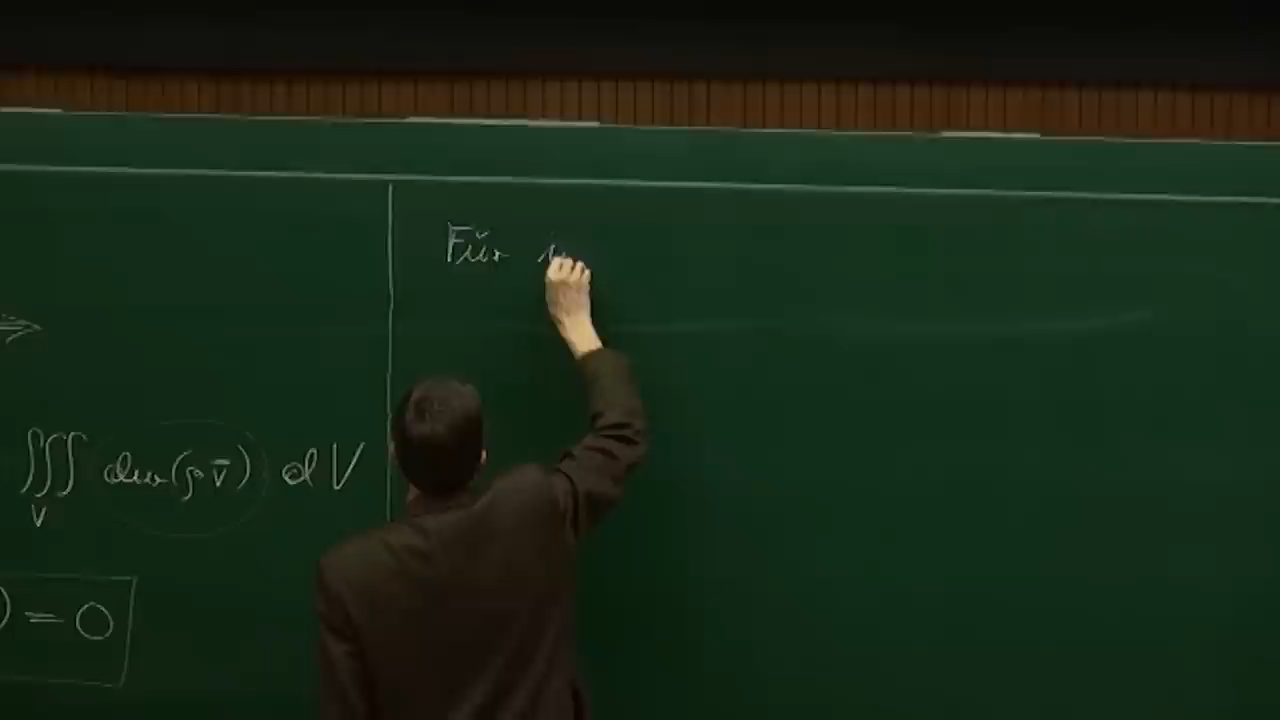 ⇒
∭ div(ρ v̄) dV
V
) = 0
Für